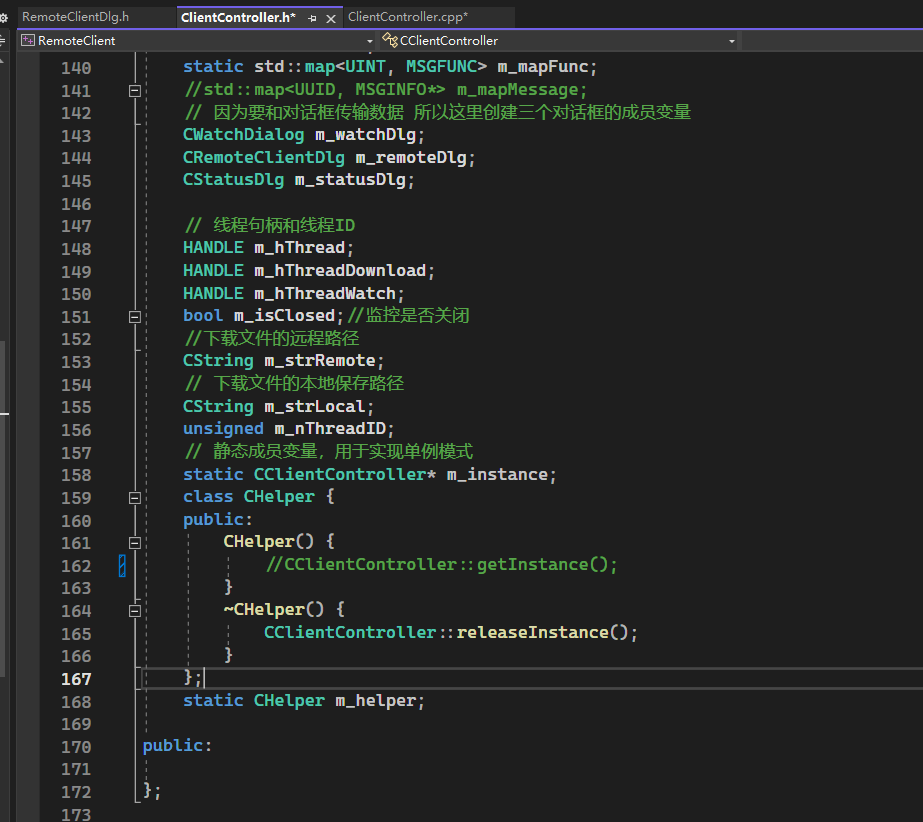 RemoteClientDlg.h ClientController.h* ClientController.cpp*
RemoteClient CClientController
140 static std::map<UINT, MSGFUNC> m_mapFunc;
141 //std::map<UUID, MSGINFO*> m_mapMessage;
142 // 因为要和对话框传输数据 所以这里创建三个对话框的成员变量
143 CWatchDialog m_watchDlg;
144 CRemoteClientDlg m_remoteDlg;
145 CStatusDlg m_statusDlg;
146
147 // 线程句柄和线程ID
148 HANDLE m_hThread;
149 HANDLE m_hThreadDownload;
150 HANDLE m_hThreadWatch;
151 bool m_isClosed;//监控是否关闭
152 //下载文件的远程路径
153 CString m_strRemote;
154 // 下载文件的本地保存路径
155 CString m_strLocal;
156 unsigned m_nThreadID;
157 // 静态成员变量，用于实现单例模式
158 static CClientController* m_instance;
159 class CHelper {
160 public:
161 CHelper() {
162 //CClientController::getInstance();
163 }
164 ~CHelper() {
165 CClientController::releaseInstance();
166 }
167 };
168 static CHelper m_helper;
169
170 public:
171
172 };
173